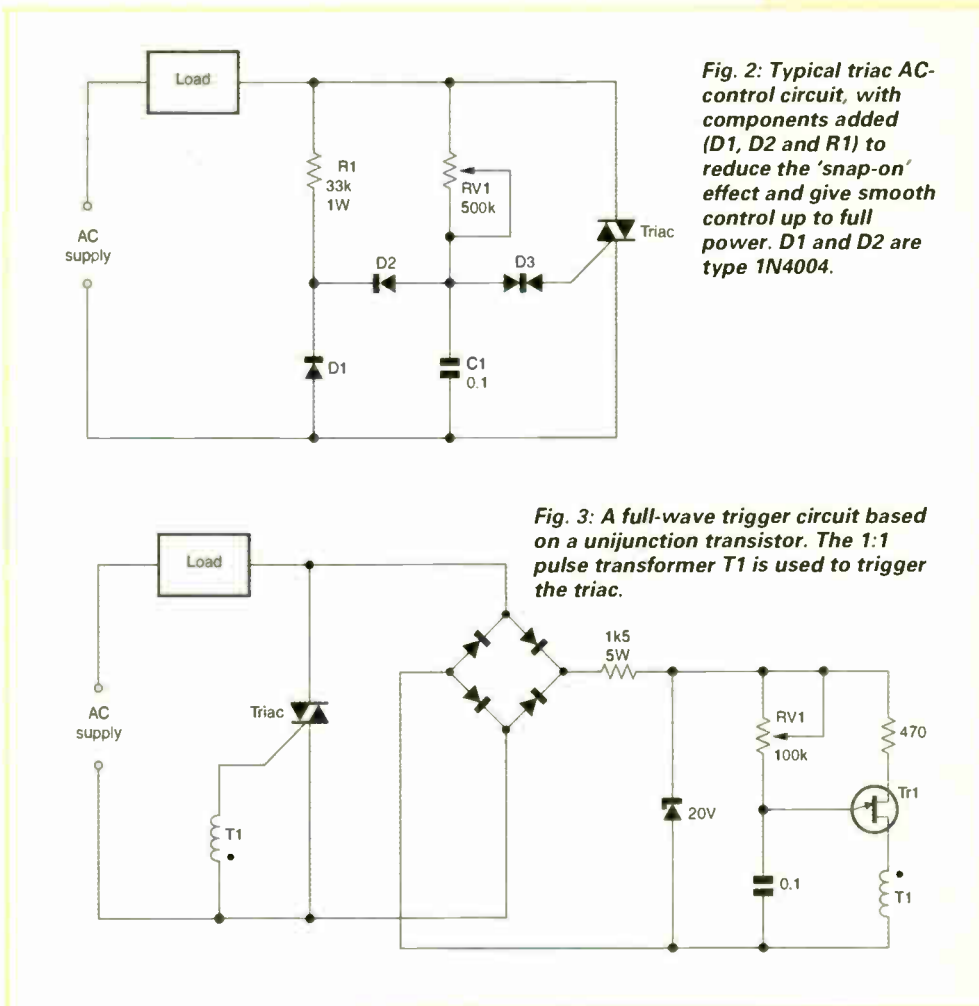 Load
R1
33k
1W
RV1
500k
AC
supply
Triac
D2
D3
D1
C1
0.1
Fig. 2: Typical triac AC-
control circuit, with
components added
(D1, D2 and R1) to
reduce the 'snap-on'
effect and give smooth
control up to full
power. D1 and D2 are
type 1N4004.
Fig. 3: A full-wave trigger circuit based
on a unijunction transistor. The 1:1
pulse transformer T1 is used to trigger
the triac.
Load
1k5
5W
AC
supply
Triac
RV1
100k
470
Tr1
20V
T1
0.1
T1